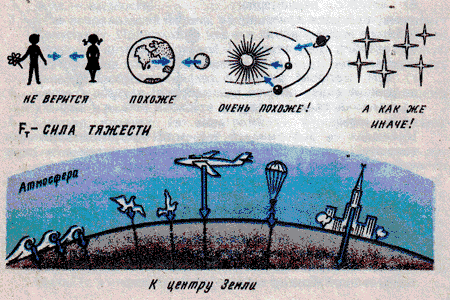 НЕ ВЕРИТСЯ
ПОХОЖЕ
ОЧЕНЬ ПОХОЖЕ!
А КАК ЖЕ
ИНАЧЕ!
Fт- СИЛА ТЯЖЕСТИ
Атмосфера
К центру Земли